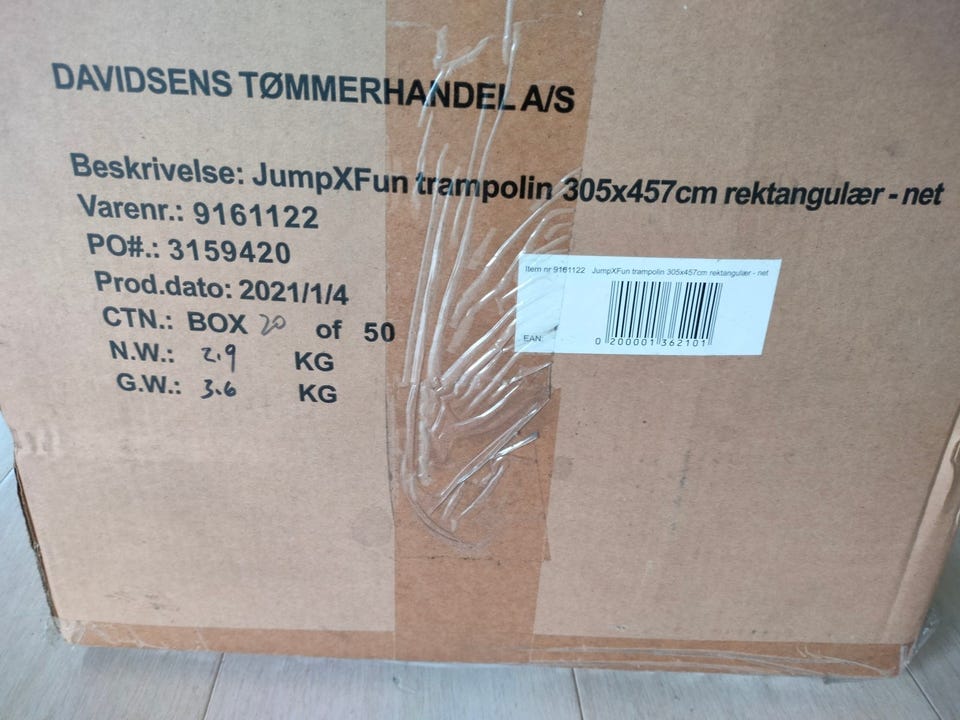 DAVIDSENS TØMMERHANDEL A/S
Beskrivelse: JumpXFun trampolin 305x457cm rektangulær - net
Varenr.: 9161122
PO#.: 3159420
Prod.dato: 2021/1/4
CTN.: BOX 20 of 50
N.W.: 2.9 KG
G.W.: 3.6 KG
Item nr 9161122 JumpXFun trampolin 305x457cm rektangulær - net
EAN: 0 200001 362101